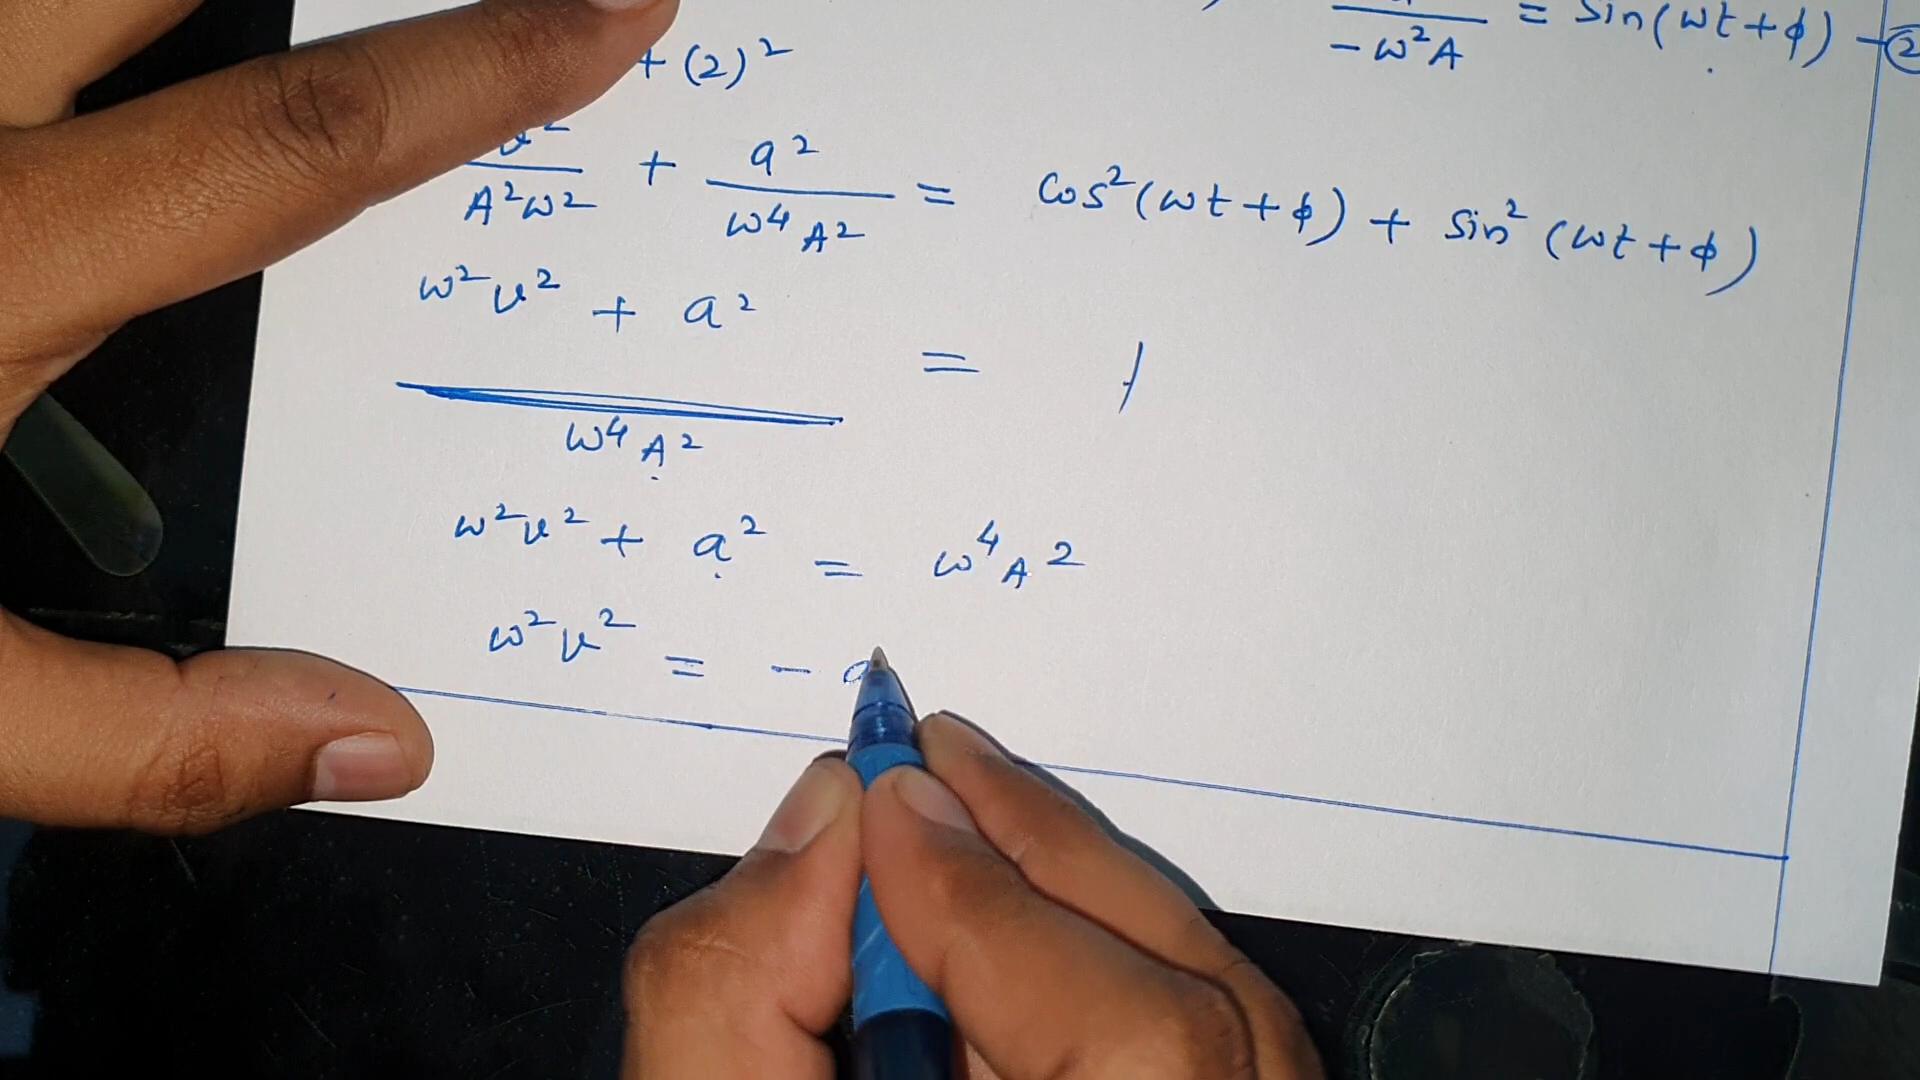 -ω²A = sin(ωt+ϕ) - ②
+ (2)²
v²/A²ω² + a²/ω⁴A² = cos²(ωt+ϕ) + sin²(ωt+ϕ)
ω²v² + a²/ω⁴A² = 1
ω²v² + a² = ω⁴A²
ω²v² = - a